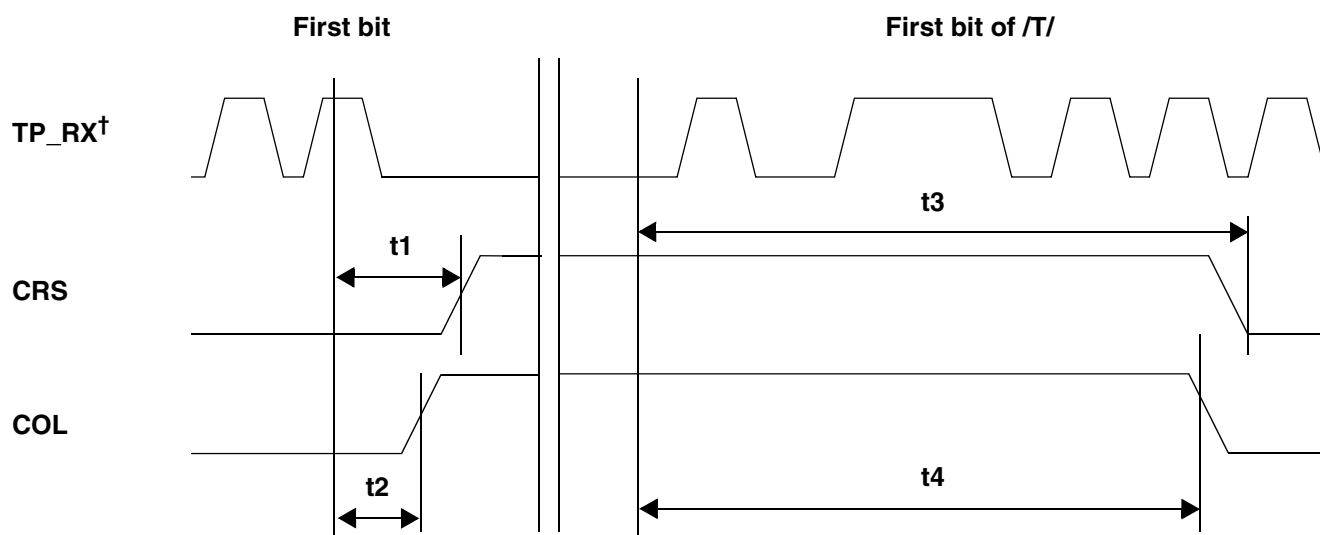 First bit
First bit of /T/
TP_RX†
t3
t1
CRS
COL
t2
t4